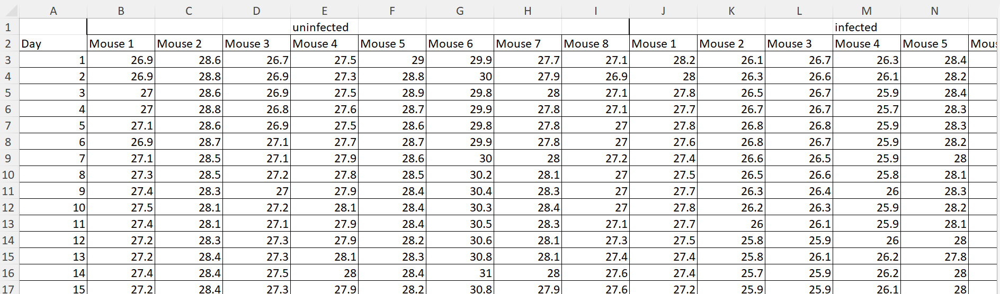 A B C D E F G H I J K L M N
1 uninfected infected
2 Day Mouse 1 Mouse 2 Mouse 3 Mouse 4 Mouse 5 Mouse 6 Mouse 7 Mouse 8 Mouse 1 Mouse 2 Mouse 3 Mouse 4 Mouse 5
3 1 26.9 28.6 26.7 27.5 29 29.9 27.7 27.1 28.2 26.1 26.7 26.3 28.4
4 2 26.9 28.8 26.9 27.3 28.8 30 27.9 26.9 28 26.3 26.6 26.1 28.2
5 3 27 28.6 26.9 27.5 28.9 29.8 28 27.1 27.8 26.5 26.7 25.9 28.4
6 4 27 28.8 26.8 27.6 28.7 29.9 27.8 27.1 27.7 26.7 26.7 25.7 28.3
7 5 27.1 28.6 26.9 27.5 28.6 29.8 27.8 27 27.8 26.8 26.8 25.9 28.3
8 6 26.9 28.7 27.1 27.7 28.7 29.9 27.8 27 27.6 26.8 26.7 25.9 28.2
9 7 27.1 28.5 27.1 27.9 28.6 30 28 27.2 27.4 26.6 26.5 25.9 28
10 8 27.3 28.5 27.2 27.8 28.5 30.2 28.1 27 27.5 26.5 26.6 25.8 28.1
11 9 27.4 28.3 27 27.9 28.4 30.4 28.3 27 27.7 26.3 26.4 26 28.3
12 10 27.5 28.1 27.2 28.1 28.4 30.3 28.4 27 27.8 26.2 26.3 25.9 28.2
13 11 27.4 28.1 27.1 27.9 28.4 30.5 28.3 27.1 27.7 26 26.1 25.9 28.1
14 12 27.2 28.3 27.3 27.9 28.2 30.6 28.1 27.3 27.5 25.8 25.9 26 28
15 13 27.2 28.4 27.3 28.1 28.3 30.8 28.1 27.4 27.4 25.8 26.1 26.2 27.8
16 14 27.4 28.4 27.5 28 28.4 31 28 27.6 27.4 25.7 25.9 26.2 28
17 15 27.2 28.4 27.3 27.9 28.2 30.8 27.9 27.6 27.2 25.9 25.9 26.1 28